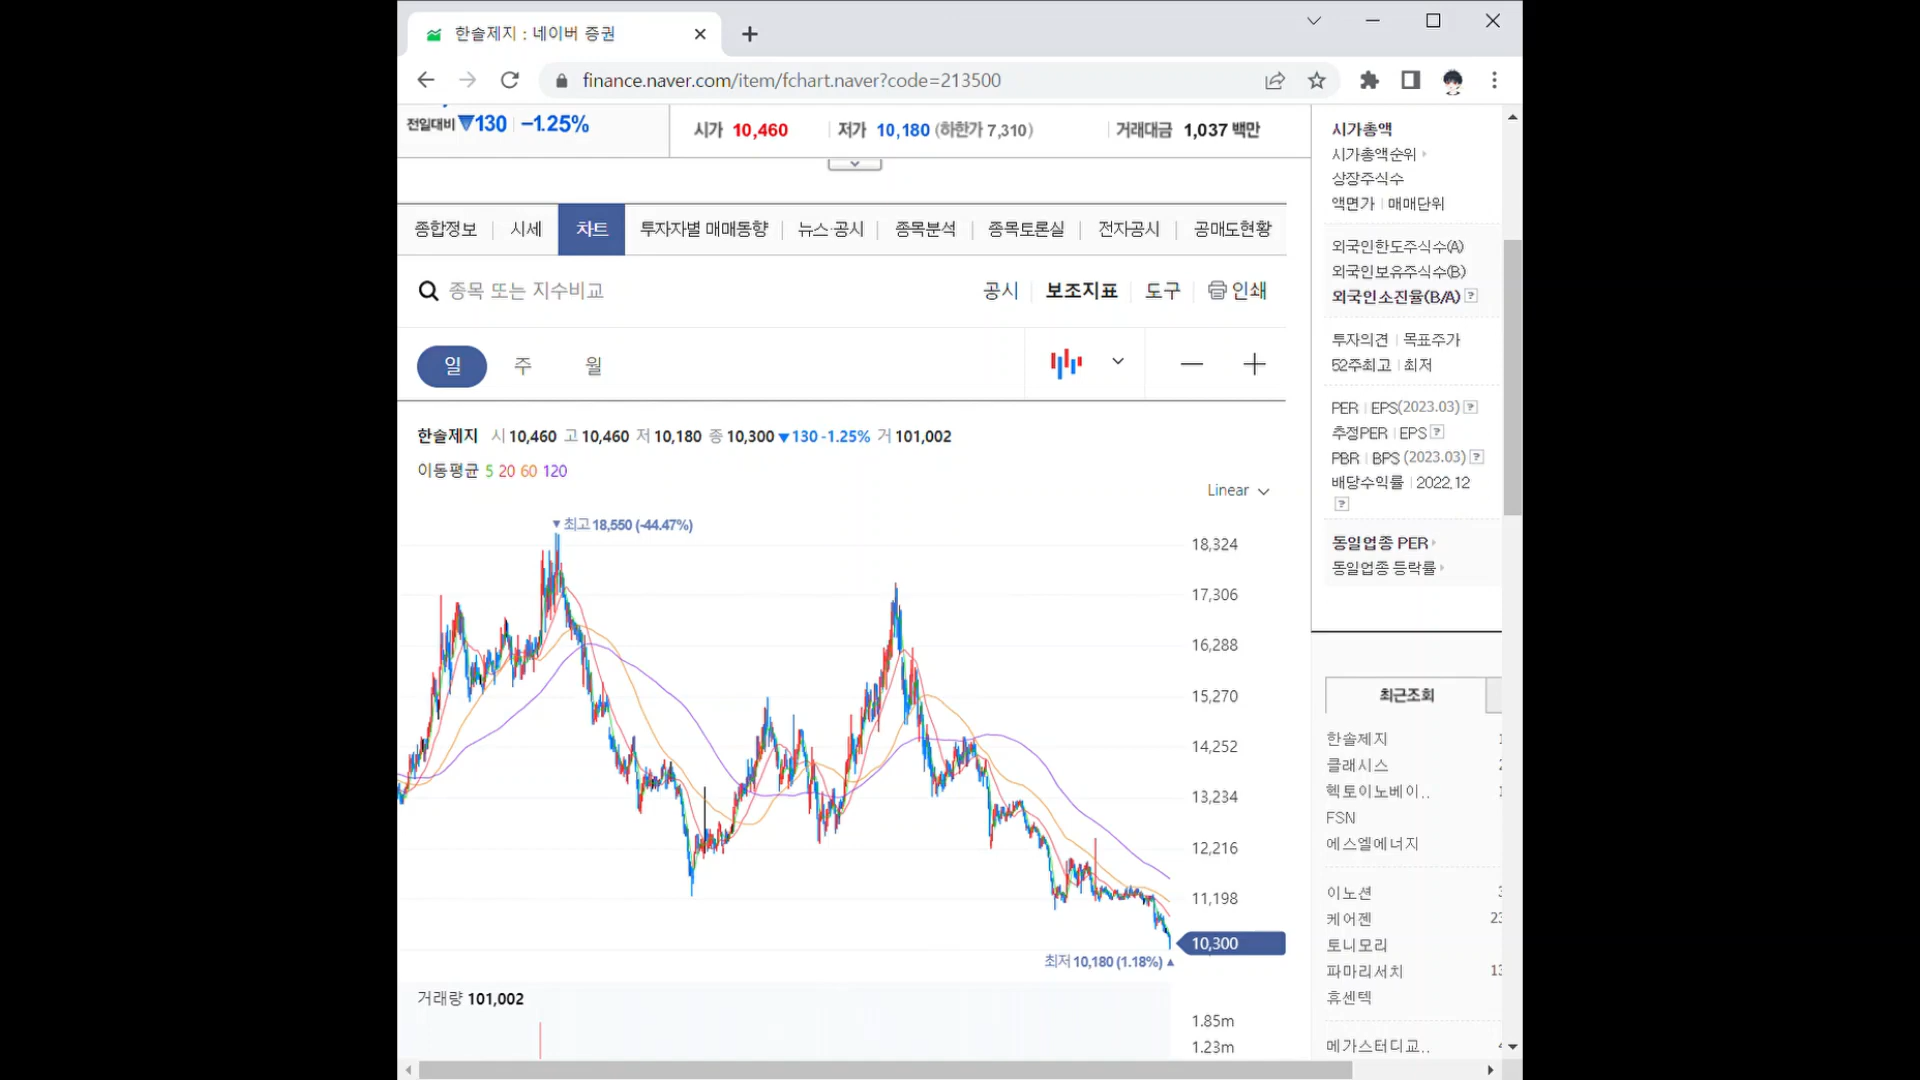 한솔제지 : 네이버 증권
finance.naver.com/item/fchart.naver?code=213500
전일대비 ▼130 | -1.25%
시가 10,460 저가 10,180 (하한가 7,310) 거래대금 1,037 백만
종합정보 시세 차트 투자자별 매매동향 뉴스·공시 종목분석 종목토론실 전자공시 공매도현황
종목 또는 지수비교
공시 보조지표 도구 인쇄
일 주 월
한솔제지 시 10,460 고 10,460 저 10,180 종 10,300 ▼130 -1.25% 거 101,002
이동평균 5 20 60 120
Linear
▼최고 18,550 (-44.47%)
18,324
17,306
16,288
15,270
14,252
13,234
12,216
11,198
10,300
최저 10,180 (1.18%) ▲
거래량 101,002
1.85m
1.23m
시가총액
시가총액순위
상장주식수
액면가 | 매매단위
외국인한도주식수(A)
외국인보유주식수(B)
외국인소진율(B/A) ?
투자의견 | 목표주가
52주최고 | 최저
PER | EPS(2023.03) ?
추정PER | EPS ?
PBR | BPS (2023.03) ?
배당수익률 | 2022.12
?
동일업종 PER
동일업종 등락률
최근조회
한솔제지
클래시스
헥토이노베이..
FSN
에스엘에너지
이노션
케어젠 23
토니모리
파마리서치 13
휴센텍
메가스터디교..